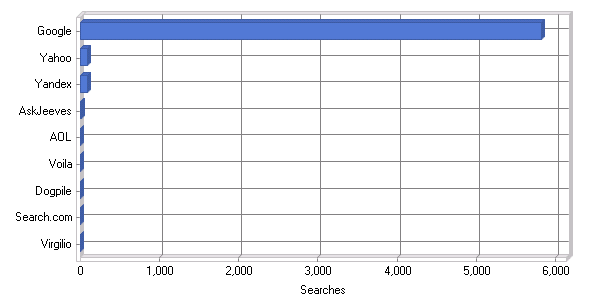 Google
Yahoo
Yandex
AskJeeves
AOL
Voila
Dogpile
Search.com
Virgilio
0 1,000 2,000 3,000 4,000 5,000 6,000
Searches